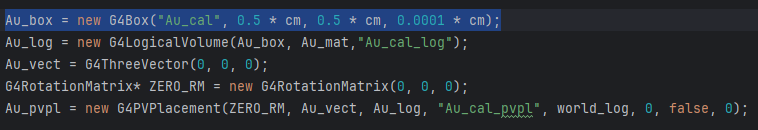 Au_box = new G4Box("Au_cal", 0.5 * cm, 0.5 * cm, 0.0001 * cm);
Au_log = new G4LogicalVolume(Au_box, Au_mat,"Au_cal_log");
Au_vect = G4ThreeVector(0, 0, 0);
G4RotationMatrix* ZERO_RM = new G4RotationMatrix(0, 0, 0);
Au_pvpl = new G4PVPlacement(ZERO_RM, Au_vect, Au_log, "Au_cal_pvpl", world_log, 0, false, 0);